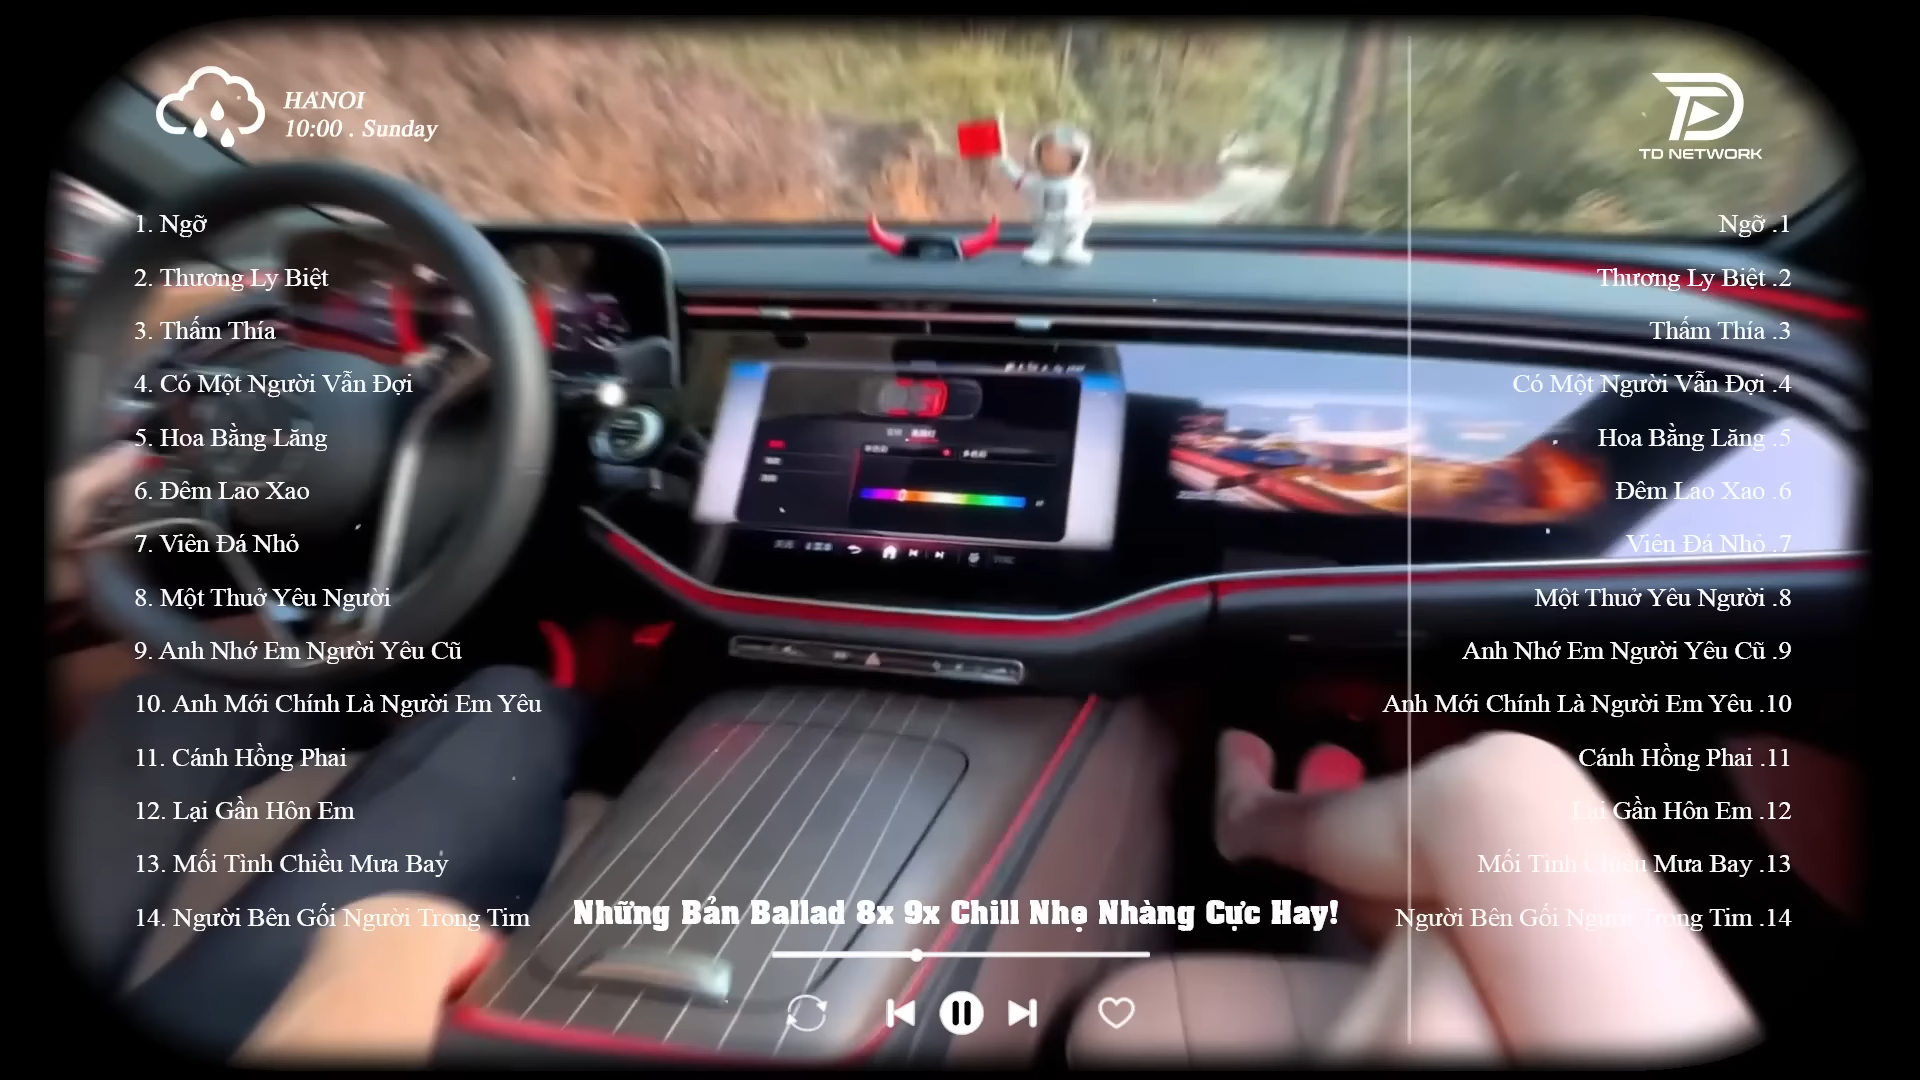 HANOI
10:00 . Sunday
TD NETWORK
1. Ngỡ
2. Thương Ly Biệt
3. Thấm Thía
4. Có Một Người Vẫn Đợi
5. Hoa Bằng Lăng
6. Đêm Lao Xao
7. Viên Đá Nhỏ
8. Một Thuở Yêu Người
9. Anh Nhớ Em Người Yêu Cũ
10. Anh Mới Chính Là Người Em Yêu
11. Cánh Hồng Phai
12. Lại Gần Hôn Em
13. Mối Tình Chiều Mưa Bay
14. Người Bên Gối Người Trong Tim
Ngỡ .1
Thương Ly Biệt .2
Thấm Thía .3
Có Một Người Vẫn Đợi .4
Hoa Bằng Lăng .5
Đêm Lao Xao .6
Viên Đá Nhỏ .7
Một Thuở Yêu Người .8
Anh Nhớ Em Người Yêu Cũ .9
Anh Mới Chính Là Người Em Yêu .10
Cánh Hồng Phai .11
Lại Gần Hôn Em .12
Mối Tình Chiều Mưa Bay .13
Người Bên Gối Người Trong Tim .14
Những Bản Ballad 8x 9x Chill Nhẹ Nhàng Cực Hay!